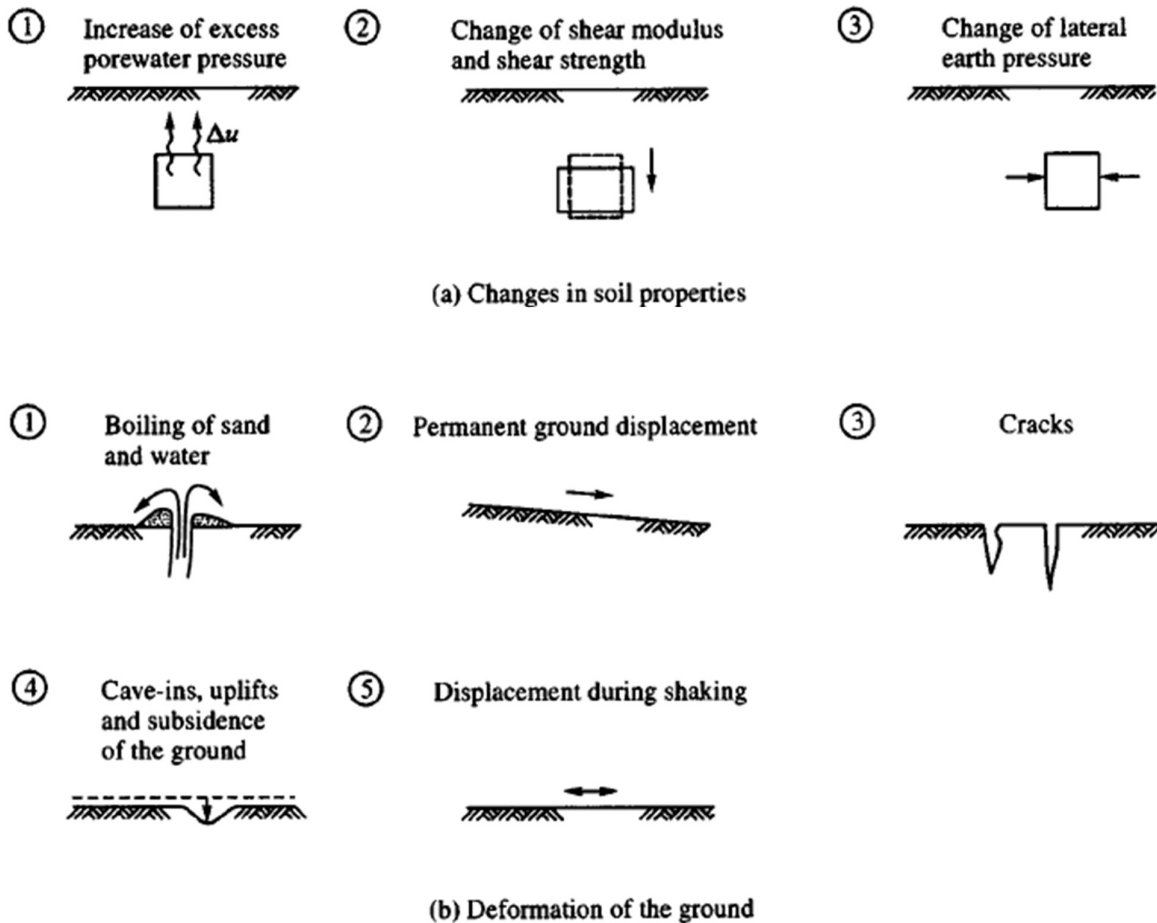 ① Increase of excess
porewater pressure
Δu
② Change of shear modulus
and shear strength
③ Change of lateral
earth pressure
(a) Changes in soil properties
① Boiling of sand
and water
② Permanent ground displacement
③ Cracks
④ Cave-ins, uplifts
and subsidence
of the ground
⑤ Displacement during shaking
(b) Deformation of the ground